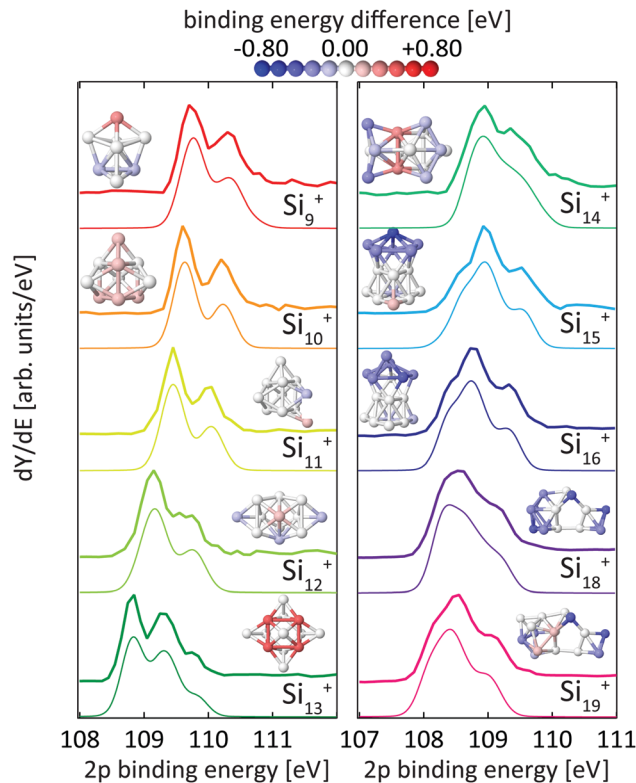 binding energy difference [eV]
-0.80 0.00 +0.80
dY/dE [arb. units/eV]
Si₉⁺
Si₁₀⁺
Si₁₁⁺
Si₁₂⁺
Si₁₃⁺
108 109 110 111
2p binding energy [eV]
Si₁₄⁺
Si₁₅⁺
Si₁₆⁺
Si₁₈⁺
Si₁₉⁺
107 108 109 110 111
2p binding energy [eV]